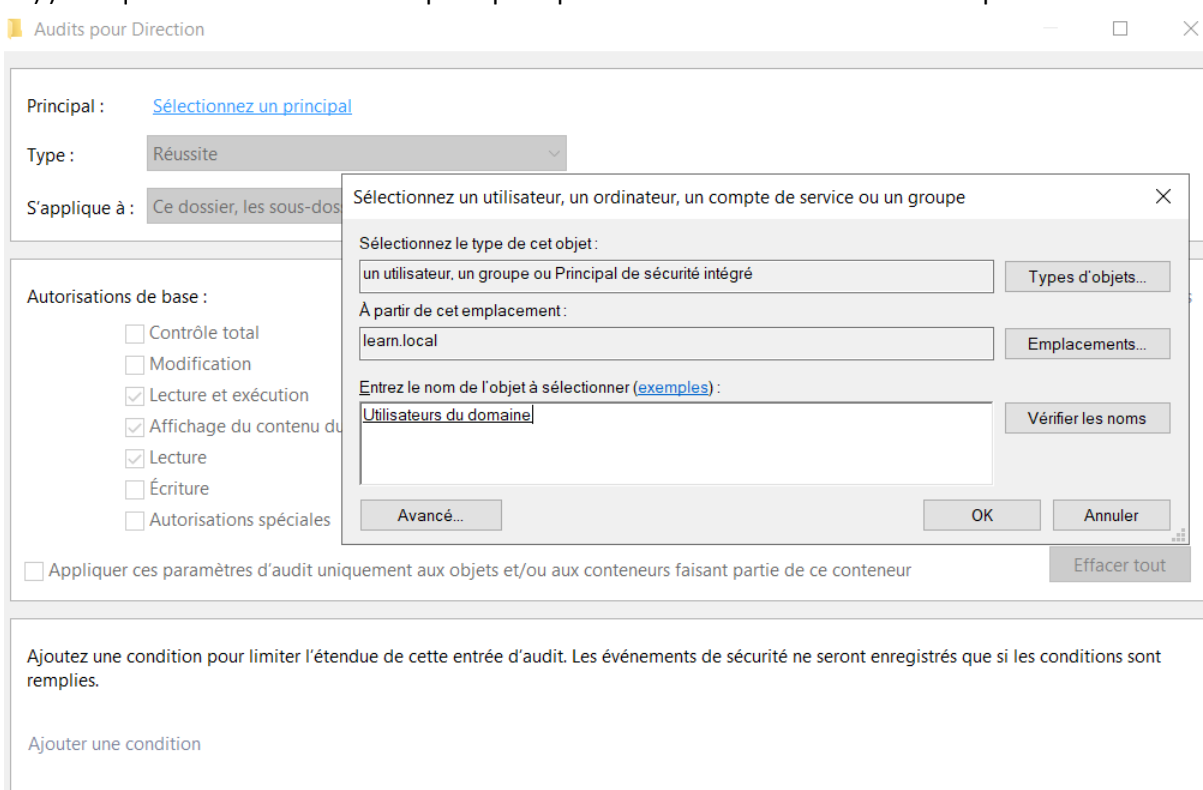 Audits pour Direction
Principal : Sélectionnez un principal
Type : Réussite
S'applique à : Ce dossier, les sous-dos
Sélectionnez un utilisateur, un ordinateur, un compte de service ou un groupe
Sélectionnez le type de cet objet :
un utilisateur, un groupe ou Principal de sécurité intégré
Types d'objets...
À partir de cet emplacement :
learn.local
Emplacements...
Entrez le nom de l'objet à sélectionner (exemples) :
Utilisateurs du domaine
Vérifier les noms
Avancé...
OK
Annuler
Autorisations de base :
Contrôle total
Modification
Lecture et exécution
Affichage du contenu du
Lecture
Écriture
Autorisations spéciales
Appliquer ces paramètres d'audit uniquement aux objets et/ou aux conteneurs faisant partie de ce conteneur
Effacer tout
Ajoutez une condition pour limiter l'étendue de cette entrée d'audit. Les événements de sécurité ne seront enregistrés que si les conditions sont
remplies.
Ajouter une condition